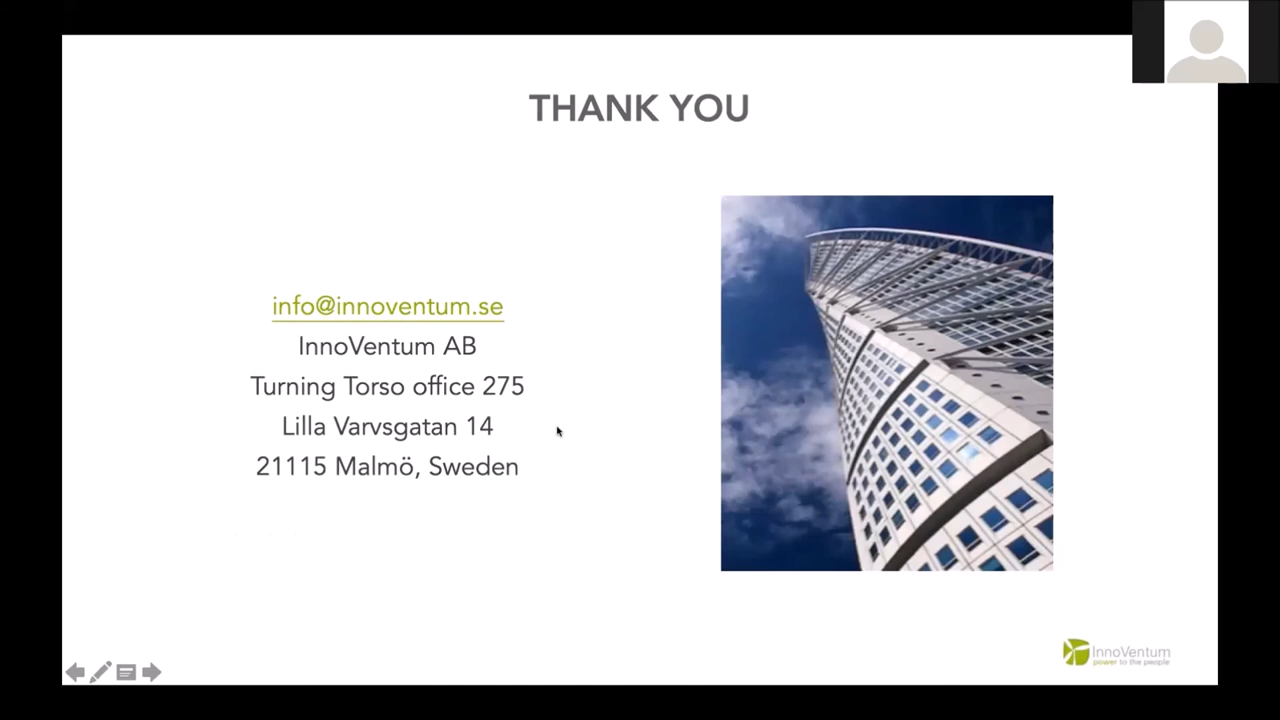 THANK YOU
info@innoventum.se
InnoVentum AB
Turning Torso office 275
Lilla Varvsgatan 14
21115 Malmö, Sweden
InnoVentum
power to the people